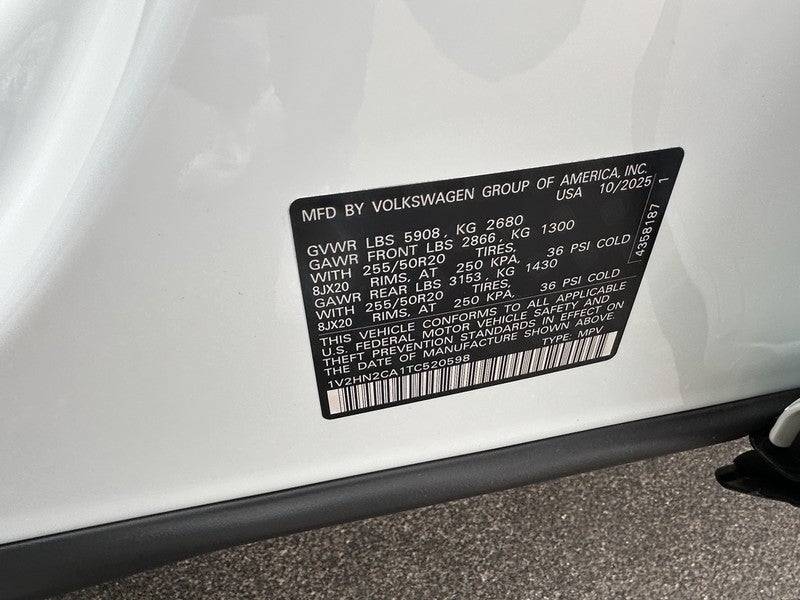 MFD BY VOLKSWAGEN GROUP OF AMERICA, INC.
USA 10/2025
GVWR LBS 5908, KG 2680
GAWR FRONT LBS 2866, KG 1300
WITH 255/50R20 TIRES,
8JX20 RIMS, AT 250 KPA, 36 PSI COLD
GAWR REAR LBS 3153, KG 1430
WITH 255/50R20 TIRES,
8JX20 RIMS, AT 250 KPA, 36 PSI COLD
THIS VEHICLE CONFORMS TO ALL APPLICABLE
U.S. FEDERAL MOTOR VEHICLE SAFETY AND
THEFT PREVENTION STANDARDS IN EFFECT ON
THE DATE OF MANUFACTURE SHOWN ABOVE.
1V2HN2CA1TC520598 TYPE: MPV
4358187 1